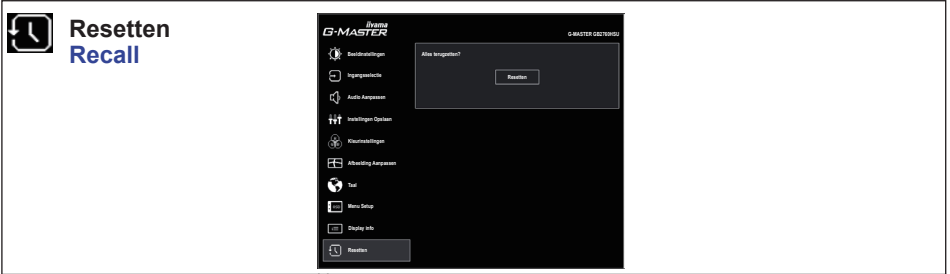 Resetten
Recall
iiyama
G-MASTER
G-MASTER GB2760HSU
Beeldinstellingen
Alles terugzetten?
Ingangsselectie
Resetten
Audio Aanpassen
Instellingen Opslaan
Kleurinstellingen
Afbeelding Aanpassen
Taal
Menu Setup
Display info
Resetten